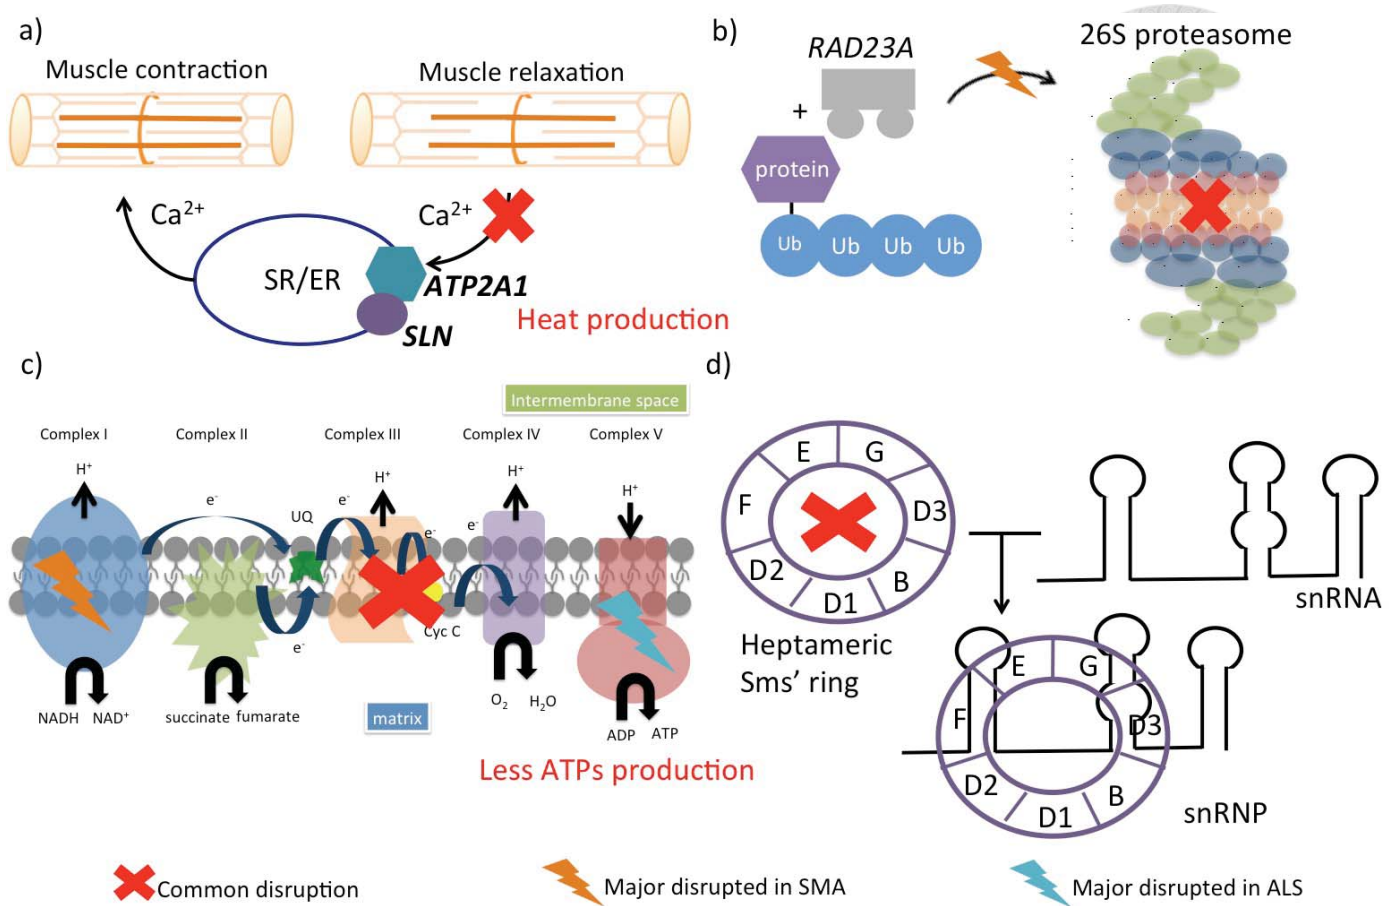 a)
Muscle contraction
Muscle relaxation
Ca2+
Ca2+
SR/ER
ATP2A1
SLN
Heat production
b)
RAD23A
26S proteasome
+
protein
Ub Ub Ub Ub
c)
Intermembrane space
Complex I Complex II Complex III Complex IV Complex V
H+ H+ H+ H+
e- e- e- e-
UQ
e-
Cyc C
NADH NAD+
succinate fumarate
matrix
O2 H2O
ADP ATP
Less ATPs production
d)
E G
F D3
D2 B
D1
Heptameric
Sms' ring
snRNA
E G
F D3
D2 B
D1
snRNP
Common disruption
Major disrupted in SMA
Major disrupted in ALS